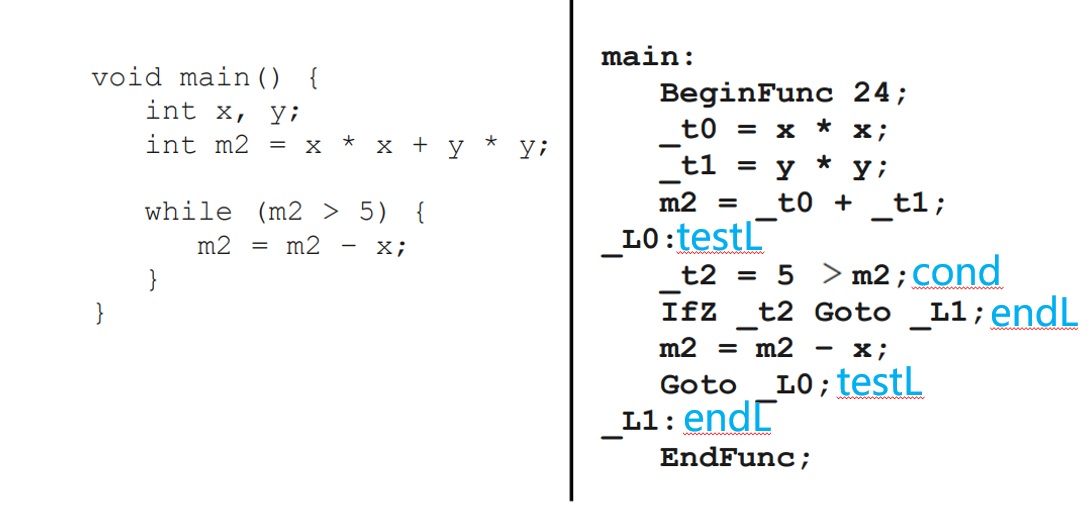 void main() {
int x, y;
int m2 = x * x + y * y;
while (m2 > 5) {
m2 = m2 - x;
}
}
main:
BeginFunc 24;
_t0 = x * x;
_t1 = y * y;
m2 = _t0 + _t1;
_L0:testL
_t2 = 5 > m2;cond
IfZ _t2 Goto _L1;endL
m2 = m2 - x;
Goto _L0;testL
_L1:endL
EndFunc;